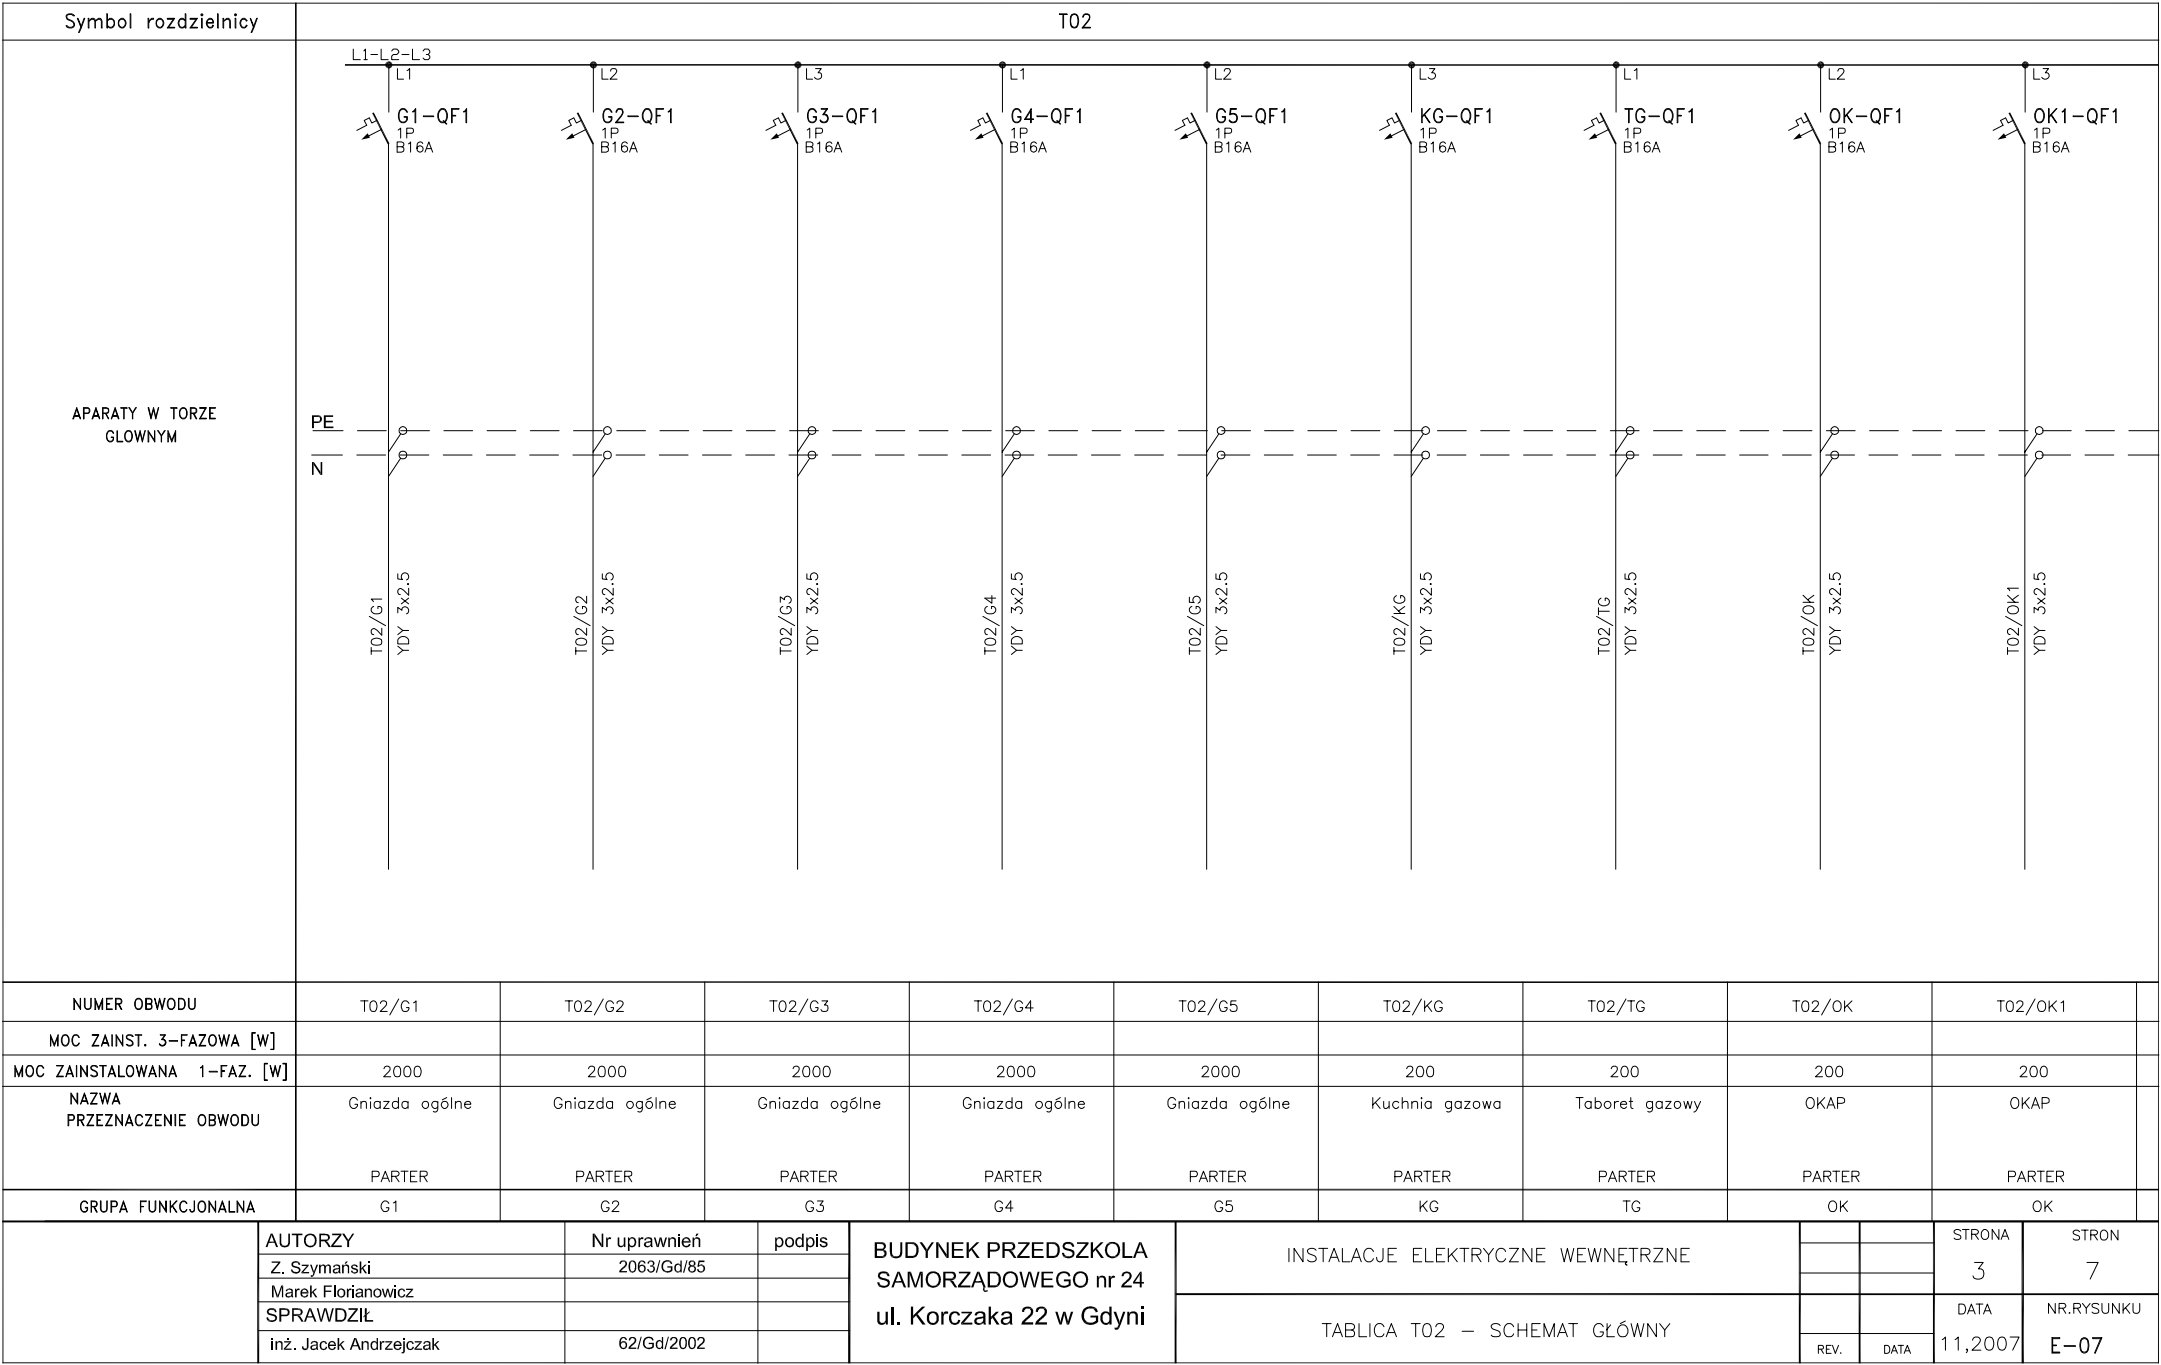 Symbol rozdzielnicy T02
L1-L2-L3
L1 L2 L3 L1 L2 L3 L1 L2 L3
G1-QF1 G2-QF1 G3-QF1 G4-QF1 G5-QF1 KG-QF1 TG-QF1 OK-QF1 OK1-QF1
1P 1P 1P 1P 1P 1P 1P 1P 1P
B16A B16A B16A B16A B16A B16A B16A B16A B16A
APARATY W TORZE
GLOWNYM
PE
N
T02/G1 YDY 3x2.5
T02/G2 YDY 3x2.5
T02/G3 YDY 3x2.5
T02/G4 YDY 3x2.5
T02/G5 YDY 3x2.5
T02/KG YDY 3x2.5
T02/TG YDY 3x2.5
T02/OK YDY 3x2.5
T02/OK1 YDY 3x2.5
NUMER OBWODU T02/G1 T02/G2 T02/G3 T02/G4 T02/G5 T02/KG T02/TG T02/OK T02/OK1
MOC ZAINST. 3-FAZOWA [W]
MOC ZAINSTALOWANA 1-FAZ. [W] 2000 2000 2000 2000 2000 200 200 200 200
NAZWA
PRZEZNACZENIE OBWODU
Gniazda ogólne Gniazda ogólne Gniazda ogólne Gniazda ogólne Gniazda ogólne Kuchnia gazowa Taboret gazowy OKAP OKAP
PARTER PARTER PARTER PARTER PARTER PARTER PARTER PARTER PARTER
GRUPA FUNKCJONALNA G1 G2 G3 G4 G5 KG TG OK OK
AUTORZY Nr uprawnień podpis
Z. Szymański 2063/Gd/85
Marek Florianowicz
SPRAWDZIŁ
inż. Jacek Andrzejczak 62/Gd/2002
BUDYNEK PRZEDSZKOLA
SAMORZĄDOWEGO nr 24
ul. Korczaka 22 w Gdyni
INSTALACJE ELEKTRYCZNE WEWNĘTRZNE
TABLICA T02 - SCHEMAT GŁÓWNY
REV. DATA
STRONA STRON
3 7
DATA NR.RYSUNKU
11,2007 E-07